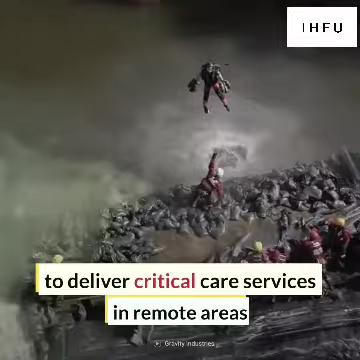 IHFU
to deliver critical care services
in remote areas
Gravity Industries